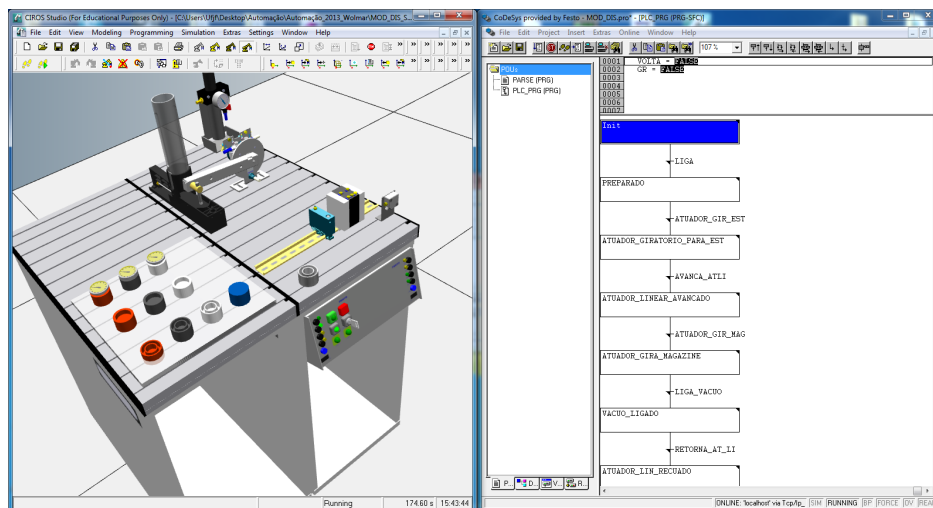 CIROS Studio (For Educational Purposes Only) - [C:\Users\Ufjf\Desktop\Automação\Automação_2013_Wolmar\MOD_DIS_S...
File Edit View Modeling Programming Simulation Extras Settings Window Help
Running 174.60 s 15:43:44
CoDeSys provided by Festo - MOD_DIS.pro* - [PLC_PRG (PRG-SFC)]
File Edit Project Insert Extras Online Window Help
107 %
POUs
PARSE (PRG)
PLC_PRG (PRG)
0001 VOLTA = FALSE
0002 GR = FALSE
0003
0004
0005
0006
0007
Init
LIGA
PREPARADO
ATUADOR_GIR_EST
ATUADOR_GIRATORIO_PARA_EST
AVANCA_ATLI
ATUADOR_LINEAR_AVANCADO
ATUADOR_GIR_MAG
ATUADOR_GIRA_MAGAZINE
LIGA_VACUO
VACUO_LIGADO
RETORNA_AT_LI
ATUADOR_LIN_RECUADO
P... D... V... R...
ONLINE: 'localhost' via Tcp/Ip_ SIM RUNNING BP FORCE OV READ